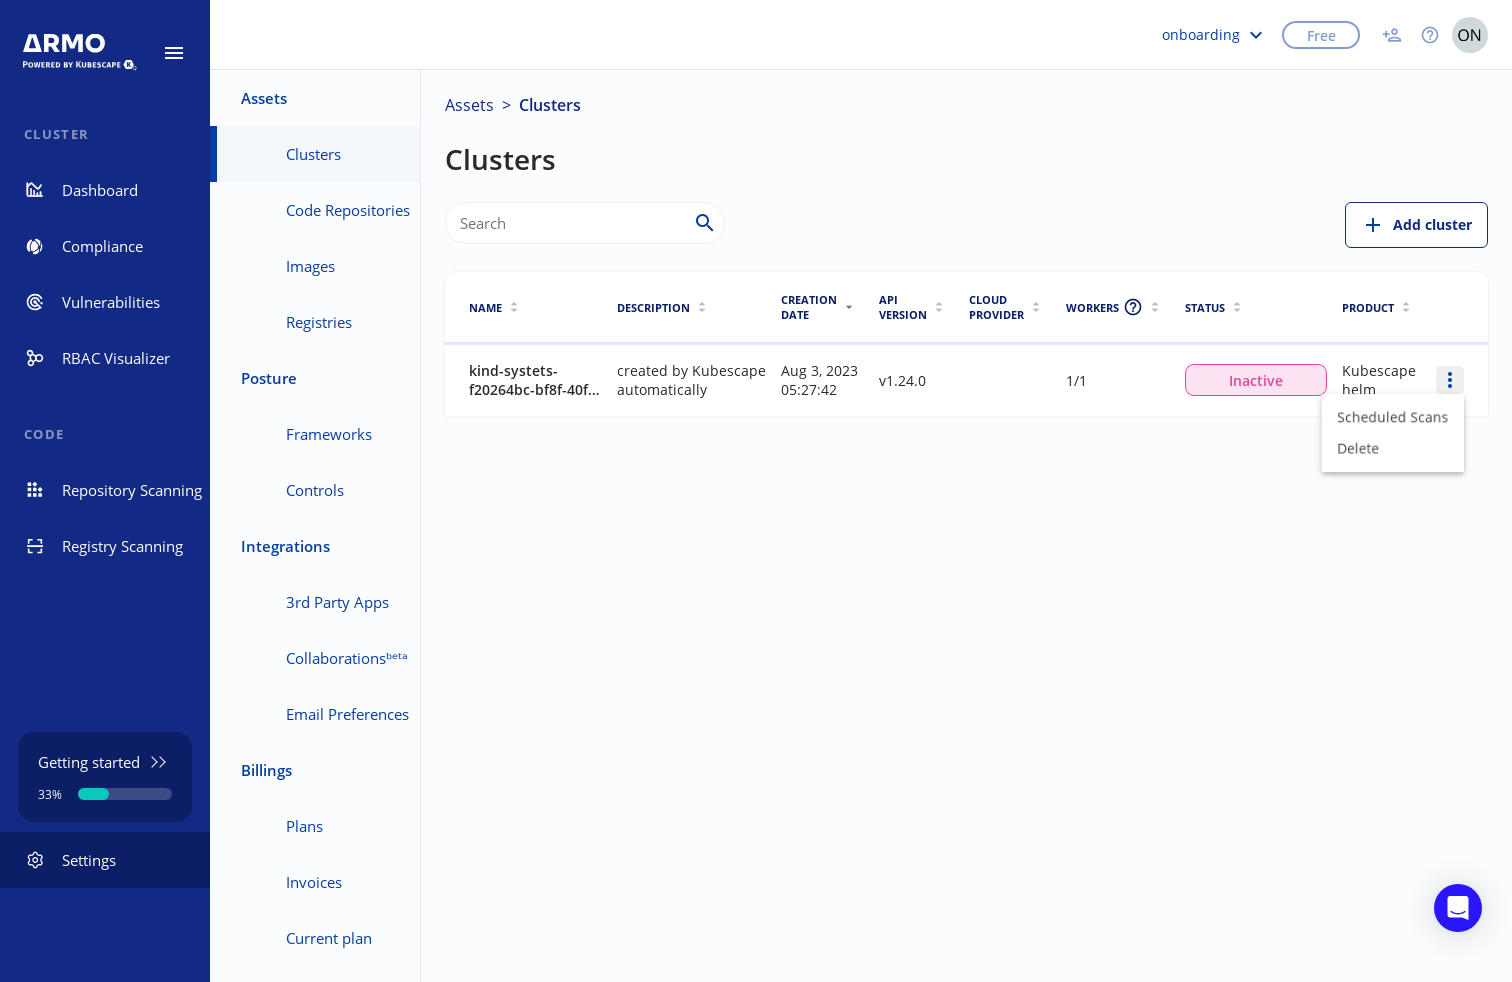 ARMO
POWERED BY KUBESCAPE
CLUSTER
Dashboard
Compliance
Vulnerabilities
RBAC Visualizer
CODE
Repository Scanning
Registry Scanning
Getting started
33%
Settings
onboarding
Free
ON
Assets
Clusters
Code Repositories
Images
Registries
Posture
Frameworks
Controls
Integrations
3rd Party Apps
Collaborationsbeta
Email Preferences
Billings
Plans
Invoices
Current plan
Assets > Clusters
Clusters
Search
Add cluster
NAME
DESCRIPTION
CREATION
DATE
API
VERSION
CLOUD
PROVIDER
WORKERS
STATUS
PRODUCT
kind-systets-
f20264bc-bf8f-40f...
created by Kubescape
automatically
Aug 3, 2023
05:27:42
v1.24.0
1/1
Inactive
Kubescape
helm
Scheduled Scans
Delete